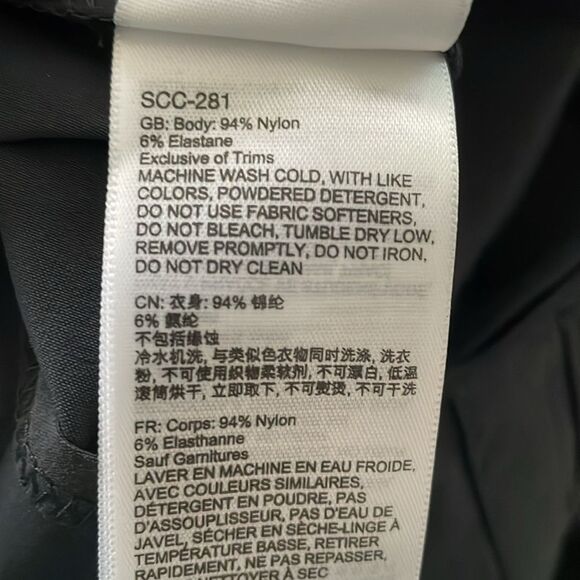 SCC-281
GB: Body: 94% Nylon
6% Elastane
Exclusive of Trims
MACHINE WASH COLD, WITH LIKE
COLORS, POWDERED DETERGENT,
DO NOT USE FABRIC SOFTENERS,
DO NOT BLEACH, TUMBLE DRY LOW,
REMOVE PROMPTLY, DO NOT IRON,
DO NOT DRY CLEAN
CN: 衣身: 94% 锦纶
6% 氨纶
不包括缘蚀
冷水机洗, 与类似色衣物同时洗涤, 洗衣
粉, 不可使用织物柔软剂, 不可漂白, 低温
滚筒烘干, 立即取下, 不可熨烫, 不可干洗
FR: Corps: 94% Nylon
6% Elasthanne
Sauf Garnitures
LAVER EN MACHINE EN EAU FROIDE,
AVEC COULEURS SIMILAIRES,
DÉTERGENT EN POUDRE, PAS
D'ASSOUPLISSEUR, PAS D'EAU DE
JAVEL, SÉCHER EN SÈCHE-LINGE À
TEMPÉRATURE BASSE, RETIRER
RAPIDEMENT, NE PAS REPASSER,
NETTOYER À SEC